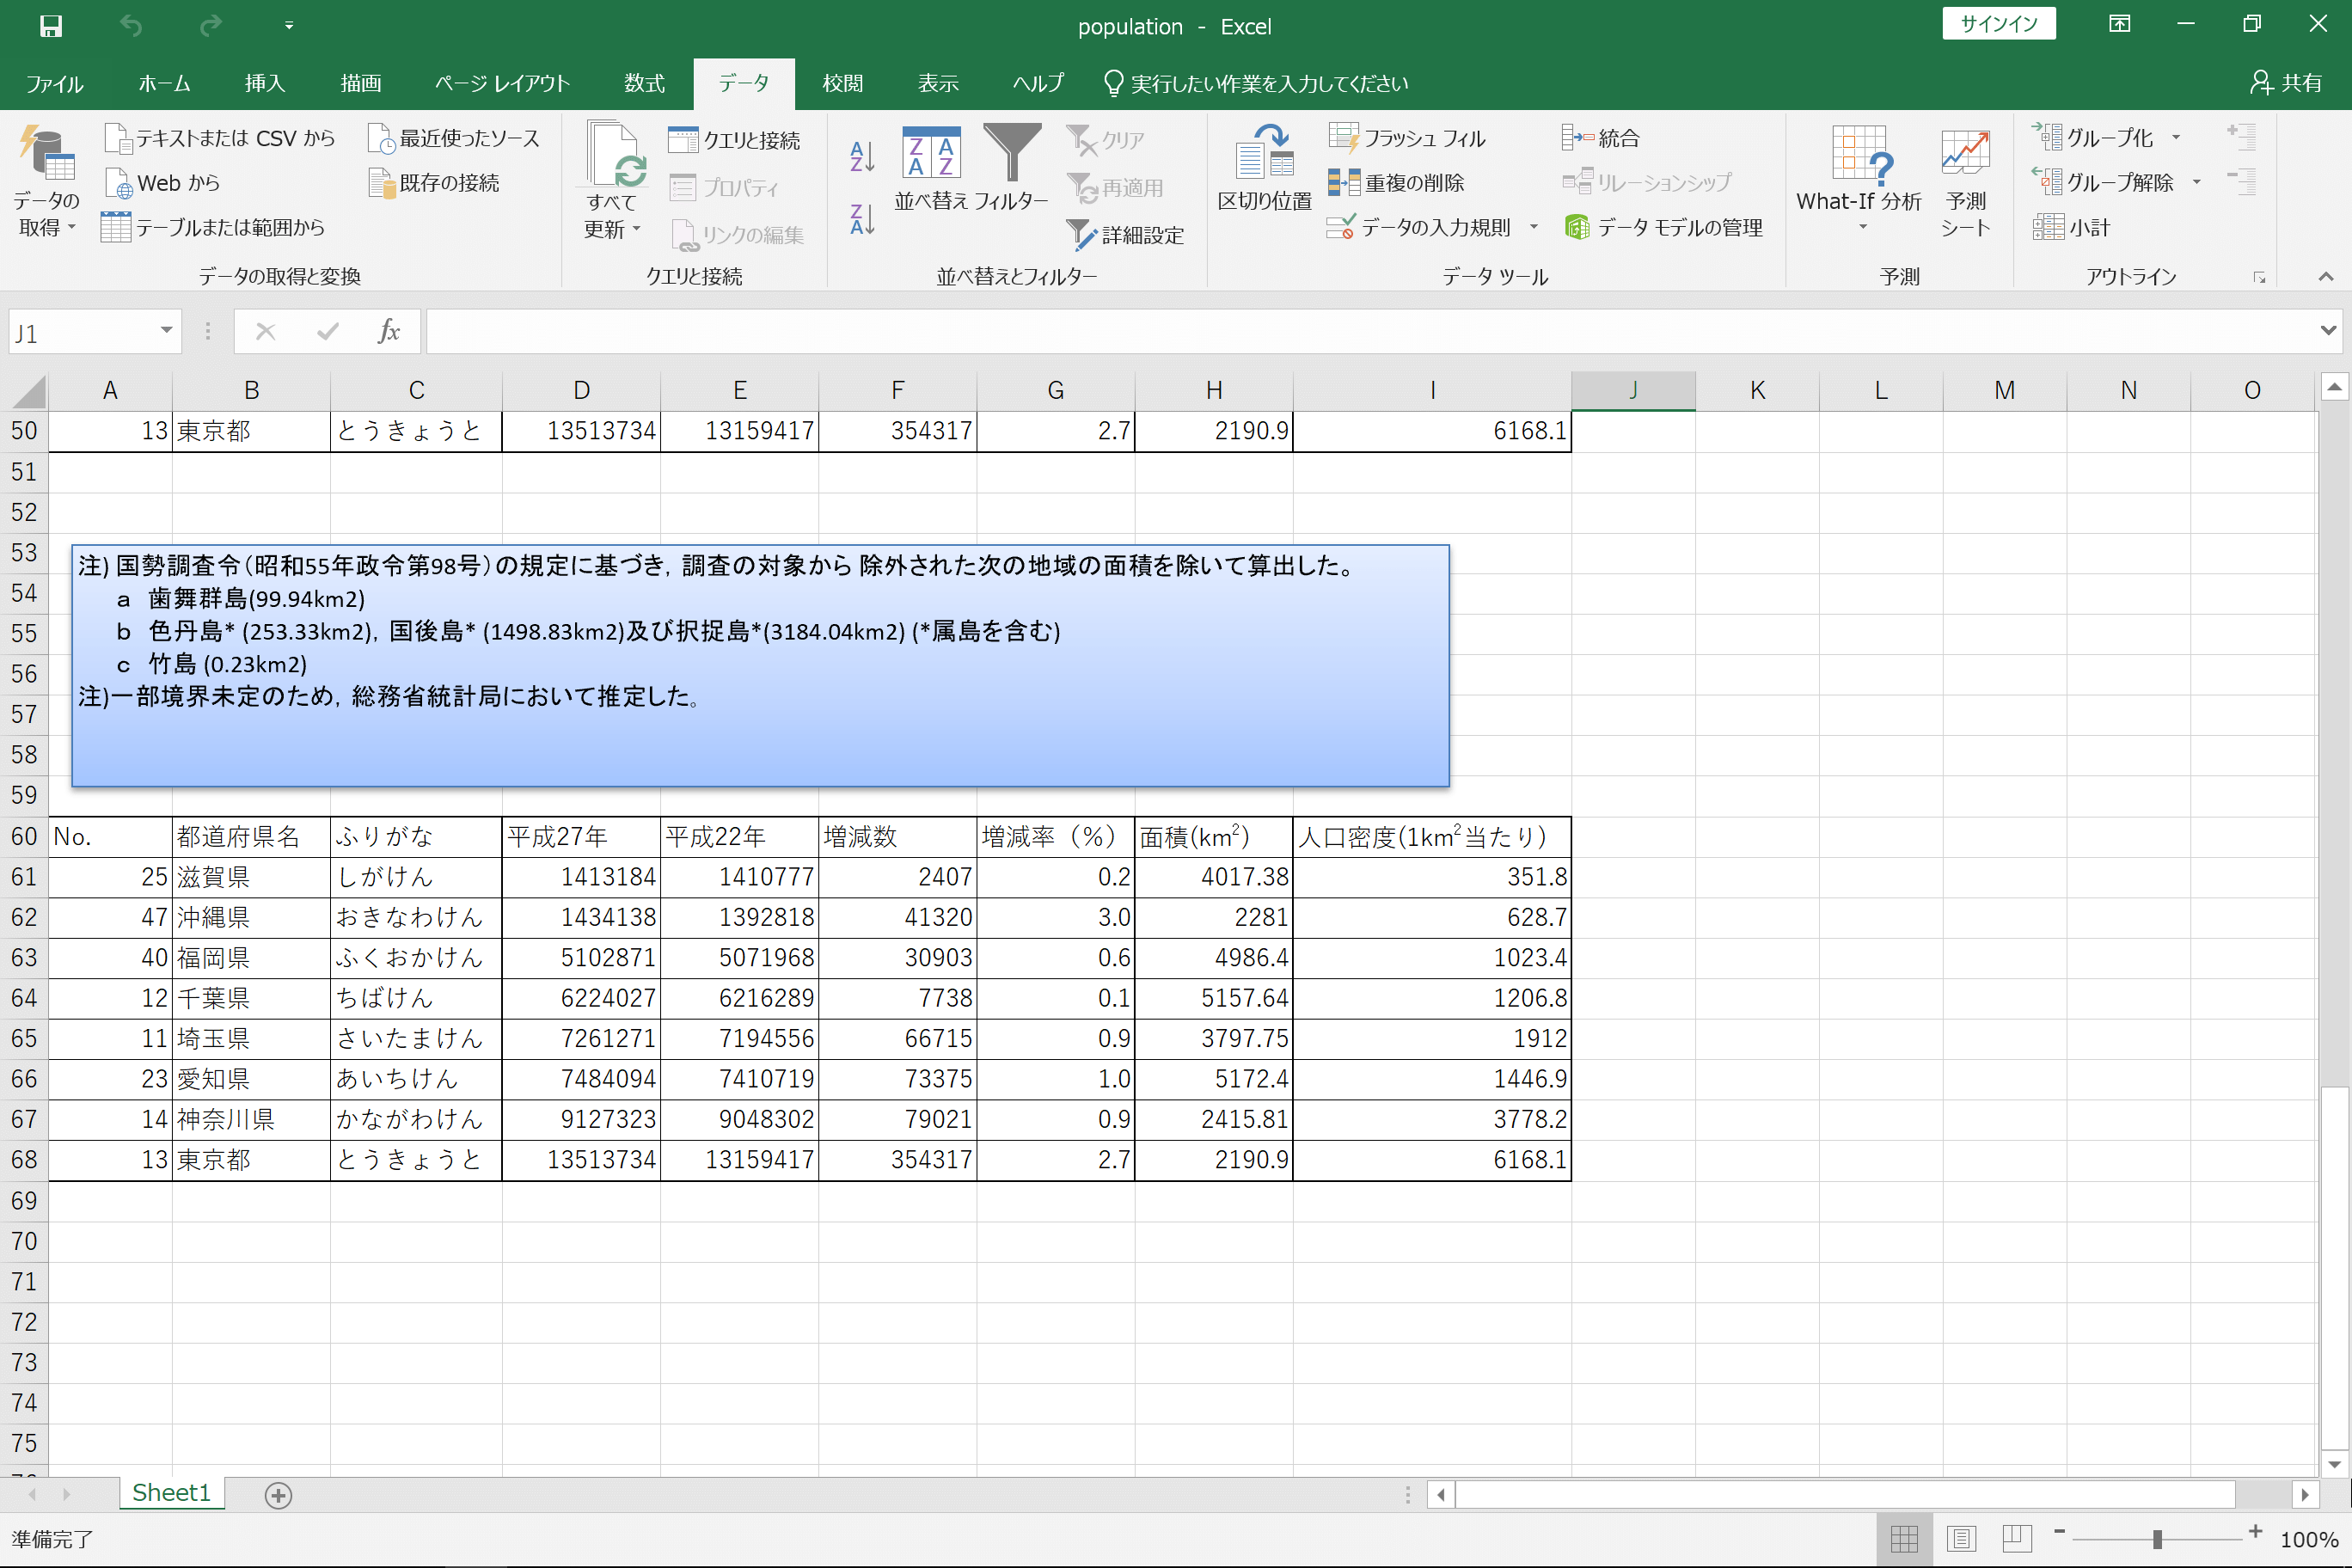 population - Excel
サインイン
ファイル ホーム 挿入 描画 ページ レイアウト 数式 データ 校閲 表示 ヘルプ 実行したい作業を入力してください 共有
データの取得
テキストまたは CSV から
Web から
テーブルまたは範囲から
最近使ったソース
既存の接続
データの取得と変換
すべて更新
クエリと接続
プロパティ
リンクの編集
クエリと接続
並べ替え
フィルター
クリア
再適用
詳細設定
並べ替えとフィルター
区切り位置
フラッシュ フィル
重複の削除
データの入力規則
統合
リレーションシップ
データ モデルの管理
データ ツール
What-If 分析
予測シート
予測
グループ化
グループ解除
小計
アウトライン
J1
fx
A B C D E F G H I J K L M N O
50 13 東京都 とうきょうと 13513734 13159417 354317 2.7 2190.9 6168.1
51
52
53
54
55
56
57
58
59
注) 国勢調査令(昭和55年政令第98号)の規定に基づき, 調査の対象から 除外された次の地域の面積を除いて算出した。
a 歯舞群島(99.94km2)
b 色丹島* (253.33km2), 国後島* (1498.83km2)及び択捉島*(3184.04km2) (*属島を含む)
c 竹島 (0.23km2)
注)一部境界未定のため, 総務省統計局において推定した。
60 No. 都道府県名 ふりがな 平成27年 平成22年 増減数 増減率（%） 面積(km²) 人口密度(1km²当たり)
61 25 滋賀県 しがけん 1413184 1410777 2407 0.2 4017.38 351.8
62 47 沖縄県 おきなわけん 1434138 1392818 41320 3.0 2281 628.7
63 40 福岡県 ふくおかけん 5102871 5071968 30903 0.6 4986.4 1023.4
64 12 千葉県 ちばけん 6224027 6216289 7738 0.1 5157.64 1206.8
65 11 埼玉県 さいたまけん 7261271 7194556 66715 0.9 3797.75 1912
66 23 愛知県 あいちけん 7484094 7410719 73375 1.0 5172.4 1446.9
67 14 神奈川県 かながわけん 9127323 9048302 79021 0.9 2415.81 3778.2
68 13 東京都 とうきょうと 13513734 13159417 354317 2.7 2190.9 6168.1
69
70
71
72
73
74
75
Sheet1
準備完了
100%